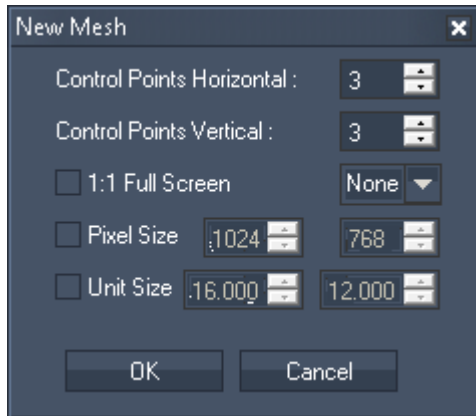 New Mesh
Control Points Horizontal : 3
Control Points Vertical : 3
1:1 Full Screen None
Pixel Size 1024 768
Unit Size 16.000 12.000
OK Cancel